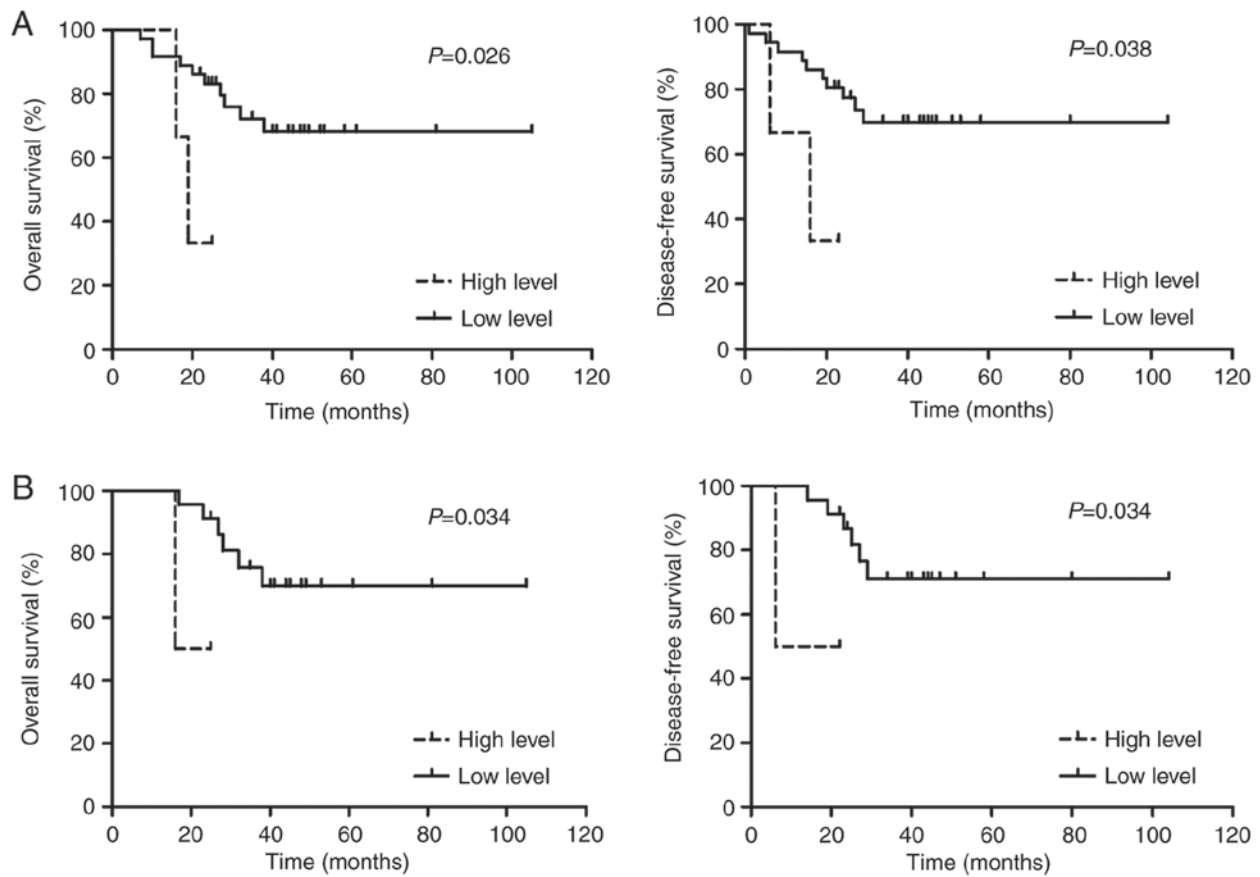 A
Overall survival (%)
100
80
60
40
20
0
P=0.026
High level
Low level
0 20 40 60 80 100 120
Time (months)
Disease-free survival (%)
100
80
60
40
20
0
P=0.038
High level
Low level
0 20 40 60 80 100 120
Time (months)
B
Overall survival (%)
100
80
60
40
20
0
P=0.034
High level
Low level
0 20 40 60 80 100 120
Time (months)
Disease-free survival (%)
100
80
60
40
20
0
P=0.034
High level
Low level
0 20 40 60 80 100 120
Time (months)